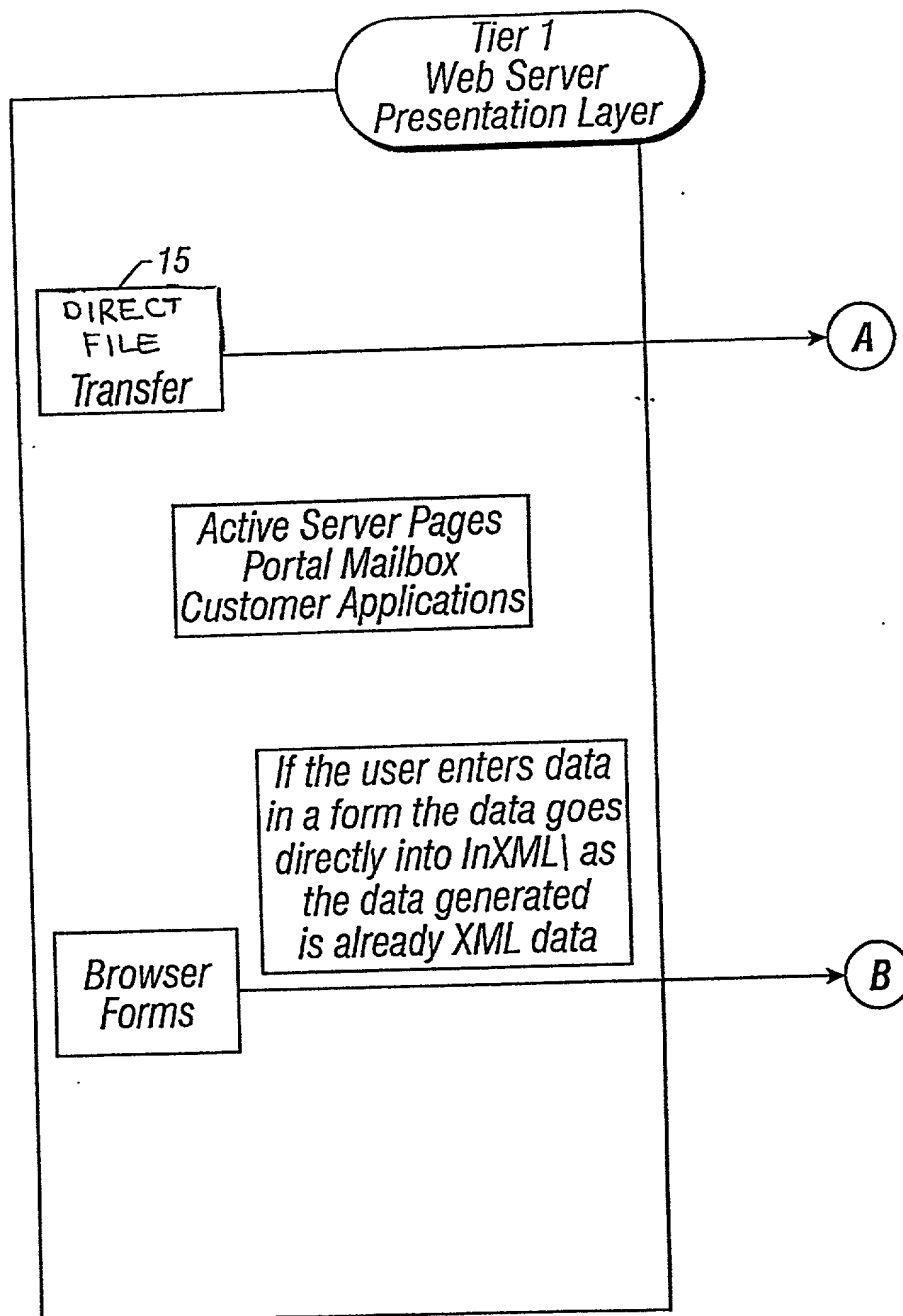 Tier 1
Web Server
Presentation Layer
15
DIRECT
FILE
Transfer
A
Active Server Pages
Portal Mailbox
Customer Applications
If the user enters data
in a form the data goes
directly into InXML\ as
the data generated
is already XML data
Browser
Forms
B